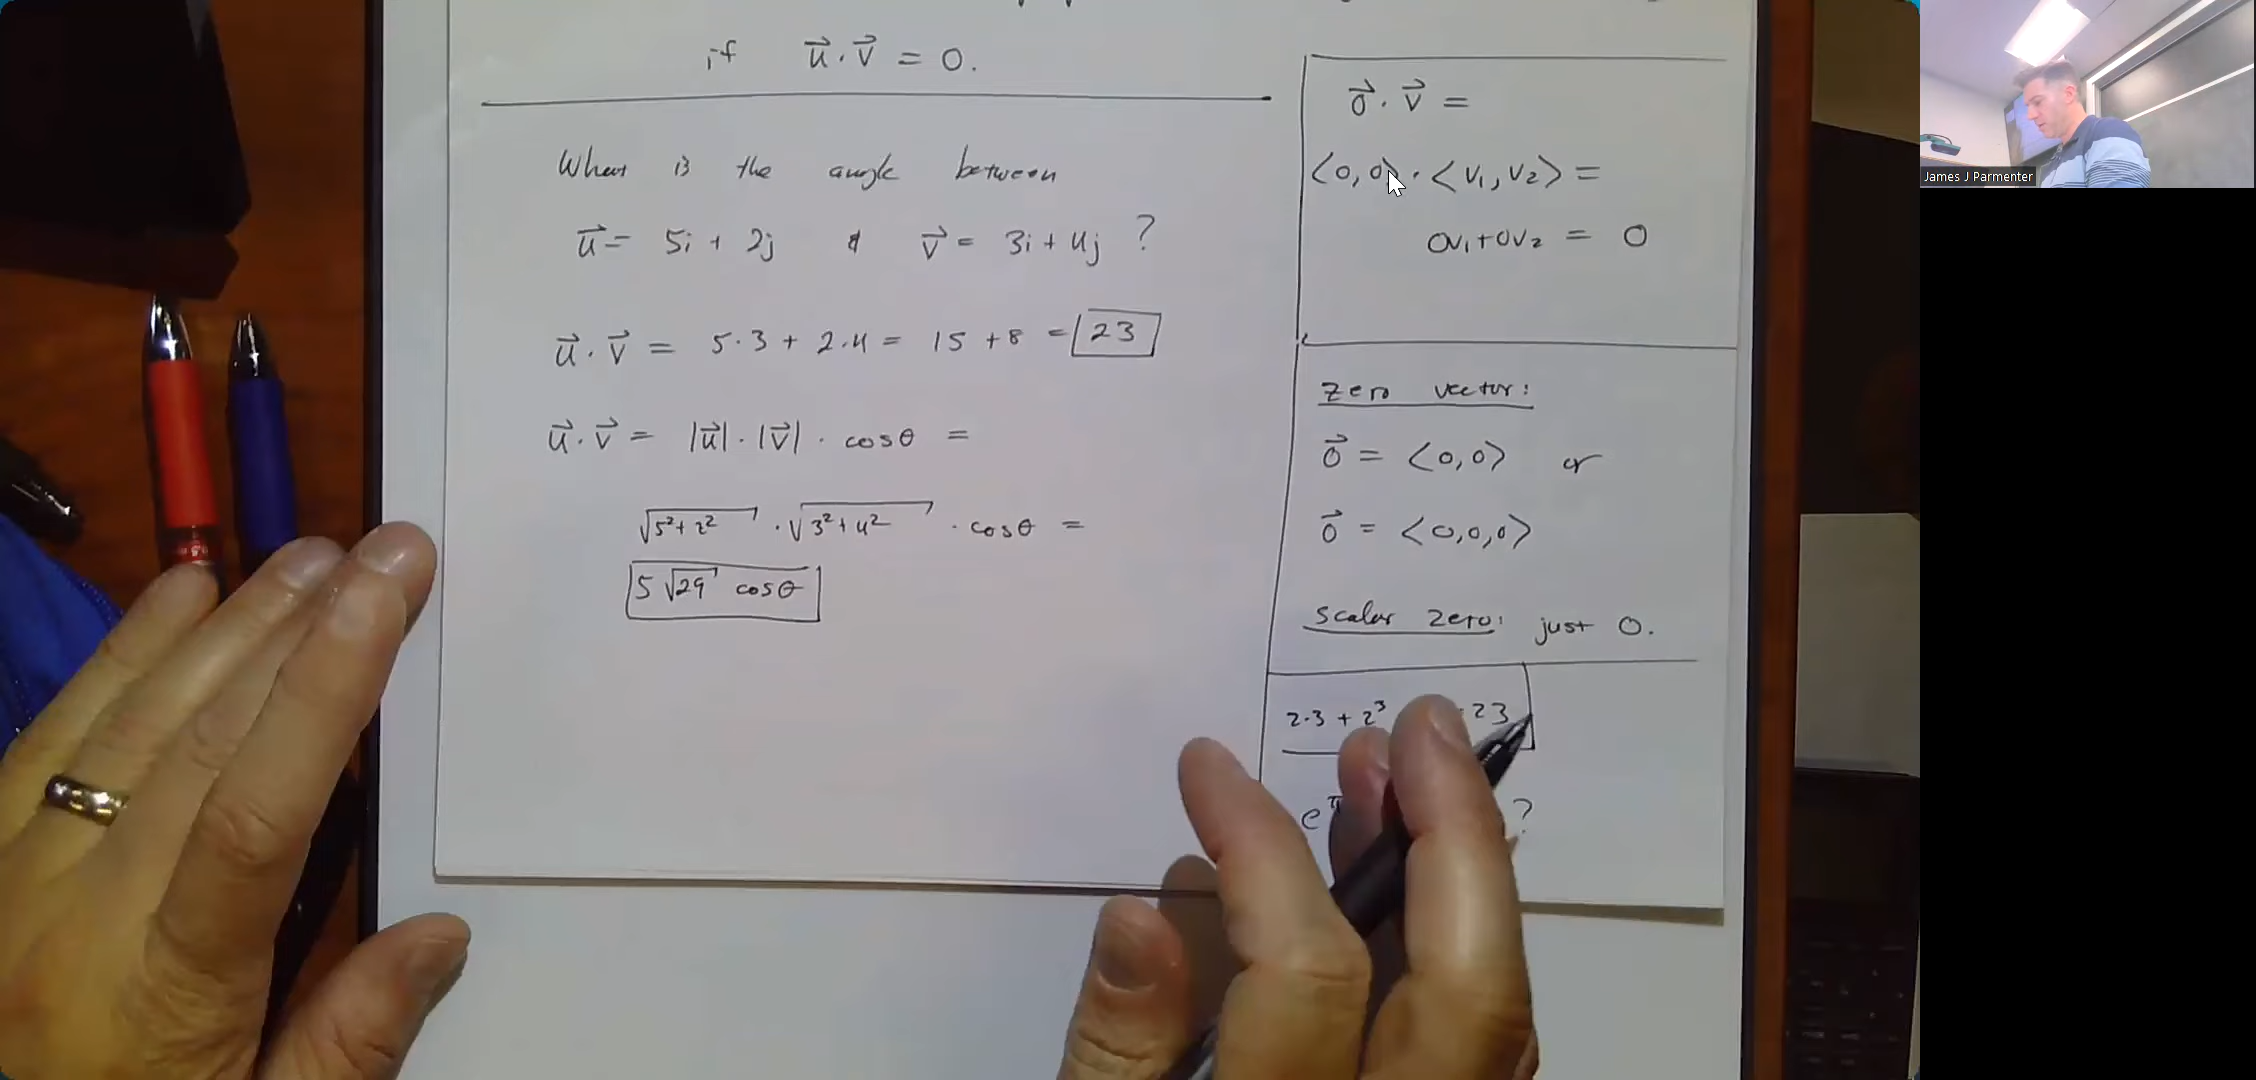 if u⃗ · v⃗ = 0.
What is the angle between
u⃗ = 5i + 2j & v⃗ = 3i + 4j ?
u⃗ · v⃗ = 5·3 + 2·4 = 15 + 8 = 23
u⃗ · v⃗ = |u⃗| · |v⃗| · cosθ =
√5²+2² · √3²+4² · cosθ =
5√29 cosθ
0⃗ · v⃗ =
⟨0,0⟩ · ⟨v₁, v₂⟩ =
0v₁+0v₂ = 0
Zero vector:
0⃗ = ⟨0,0⟩ or
0⃗ = ⟨0,0,0⟩
Scalar zero: just 0.
2·3 + 2³ 23
?
James J Parmenter